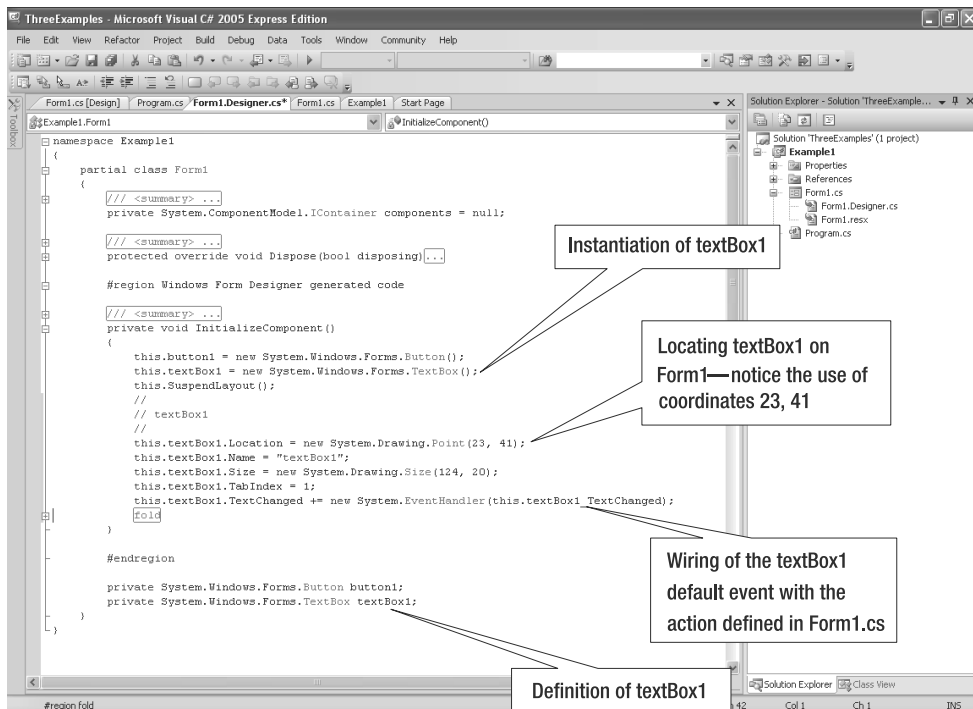 ThreeExamples - Microsoft Visual C# 2005 Express Edition
File Edit View Refactor Project Build Debug Data Tools Window Community Help
Form1.cs [Design] Program.cs Form1.Designer.cs* Form1.cs Example1 Start Page
Solution Explorer - Solution 'ThreeExample...
Toolbox
Example1.Form1
InitializeComponent()
Solution 'ThreeExamples' (1 project)
Example1
Properties
References
Form1.cs
Form1.Designer.cs
Form1.resx
Program.cs
namespace Example1
{
partial class Form1
{
/// <summary> ...
private System.ComponentModel.IContainer components = null;
/// <summary> ...
protected override void Dispose(bool disposing)...
#region Windows Form Designer generated code
/// <summary> ...
private void InitializeComponent()
{
this.button1 = new System.Windows.Forms.Button();
this.textBox1 = new System.Windows.Forms.TextBox();
this.SuspendLayout();
//
// textBox1
//
this.textBox1.Location = new System.Drawing.Point(23, 41);
this.textBox1.Name = "textBox1";
this.textBox1.Size = new System.Drawing.Size(124, 20);
this.textBox1.TabIndex = 1;
this.textBox1.TextChanged += new System.EventHandler(this.textBox1_TextChanged);
fold
}
#endregion
private System.Windows.Forms.Button button1;
private System.Windows.Forms.TextBox textBox1;
}
}
Instantiation of textBox1
Locating textBox1 on
Form1—notice the use of
coordinates 23, 41
Wiring of the textBox1
default event with the
action defined in Form1.cs
Definition of textBox1
Solution Explorer Class View
#region fold
42 Col 1 Ch 1 INS